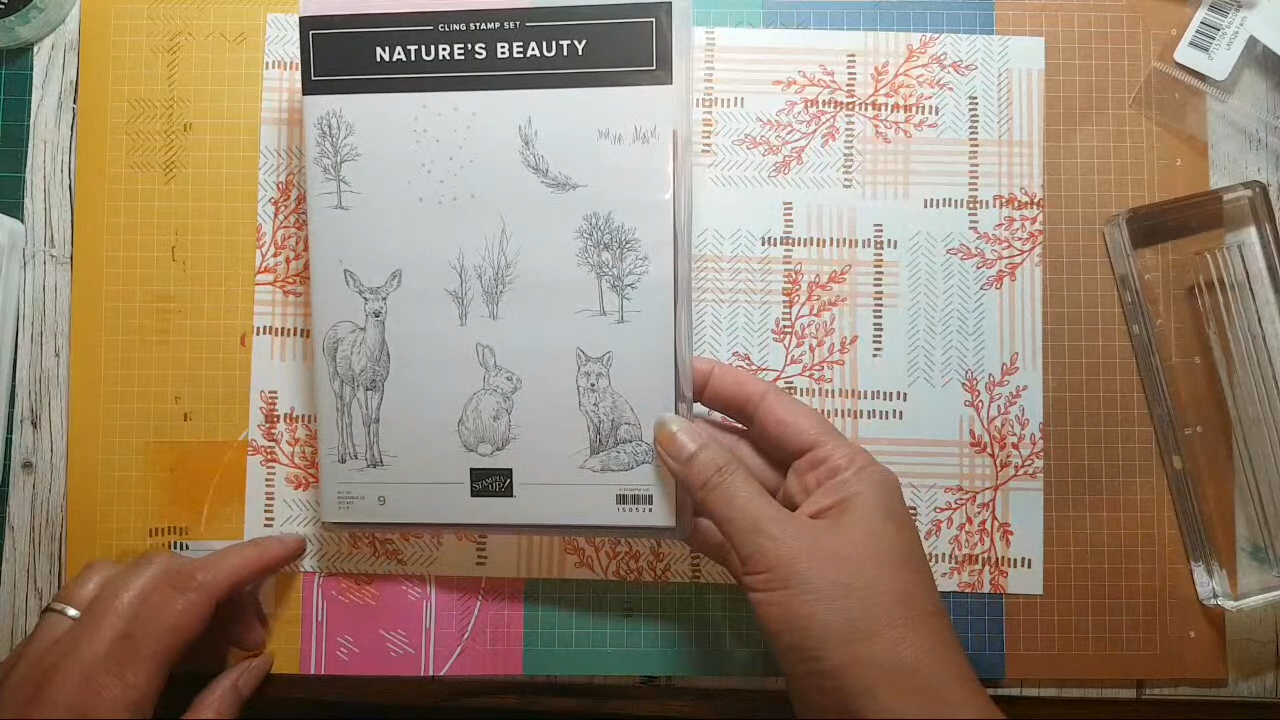 CLING STAMP SET
NATURE'S BEAUTY
STAMPIN' UP!
9
150528